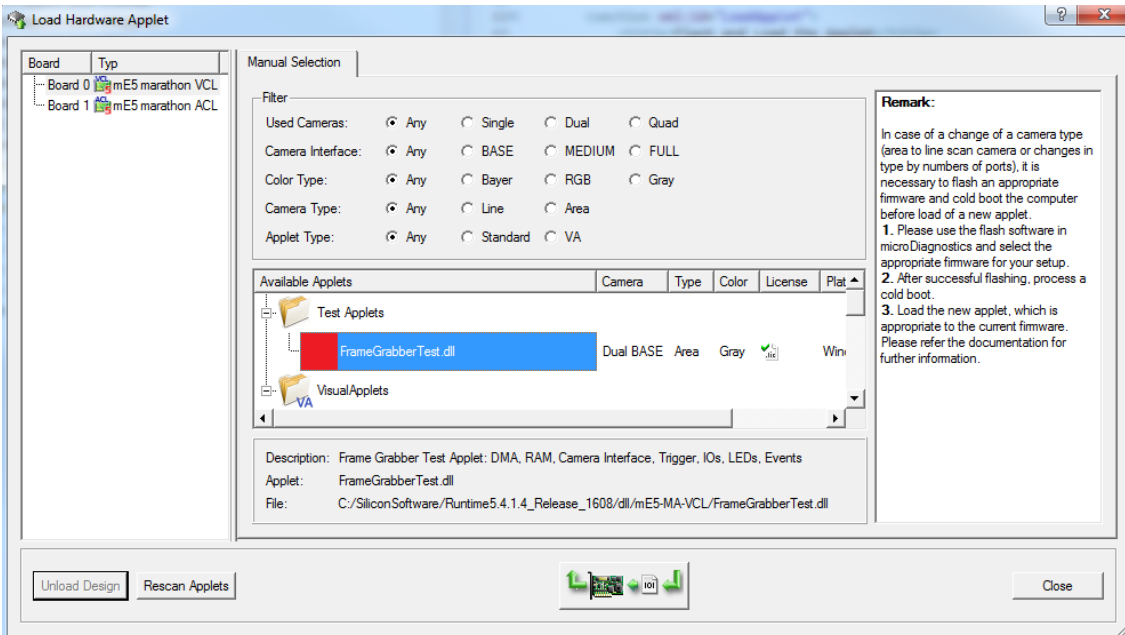 Load Hardware Applet
Board Typ
Board 0 mE5 marathon VCL
Board 1 mE5 marathon ACL
Manual Selection
Filter
Used Cameras: Any Single Dual Quad
Camera Interface: Any BASE MEDIUM FULL
Color Type: Any Bayer RGB Gray
Camera Type: Any Line Area
Applet Type: Any Standard VA
Available Applets Camera Type Color License Plat
Test Applets
FrameGrabberTest.dll Dual BASE Area Gray .lic Win
VisualApplets
VA
Description: Frame Grabber Test Applet: DMA, RAM, Camera Interface, Trigger, IOs, LEDs, Events
Applet: FrameGrabberTest.dll
File: C:/SiliconSoftware/Runtime5.4.1.4_Release_1608/dll/mE5-MA-VCL/FrameGrabberTest.dll
Remark:
In case of a change of a camera type
(area to line scan camera or changes in
type by numbers of ports), it is
necessary to flash an appropriate
firmware and cold boot the computer
before load of a new applet.
1. Please use the flash software in
microDiagnostics and select the
appropriate firmware for your setup.
2. After successful flashing, process a
cold boot.
3. Load the new applet, which is
appropriate to the current firmware.
Please refer the documentation for
further information.
Unload Design Rescan Applets Close